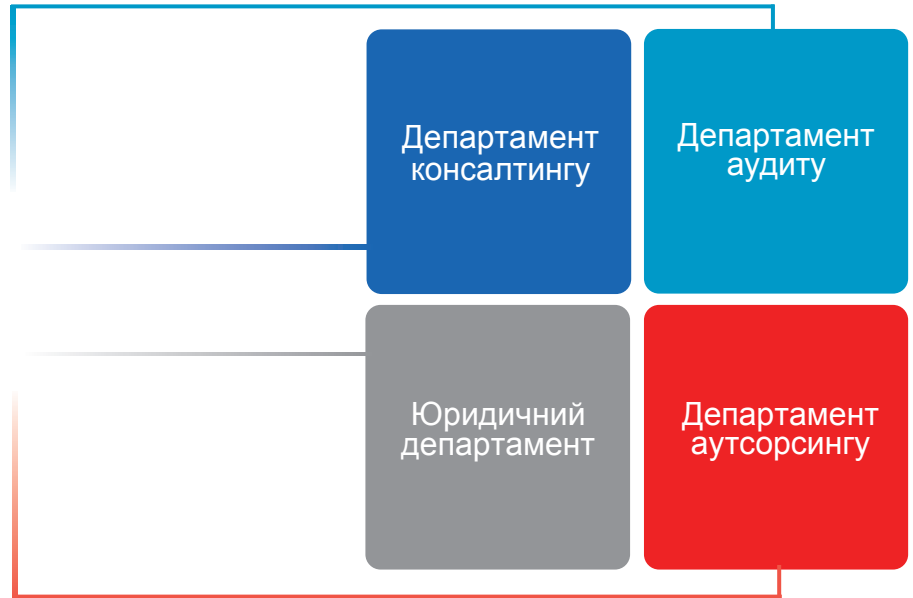 Департамент
консалтингу
Департамент
аудиту
Юридичний
департамент
Департамент
аутсорсингу